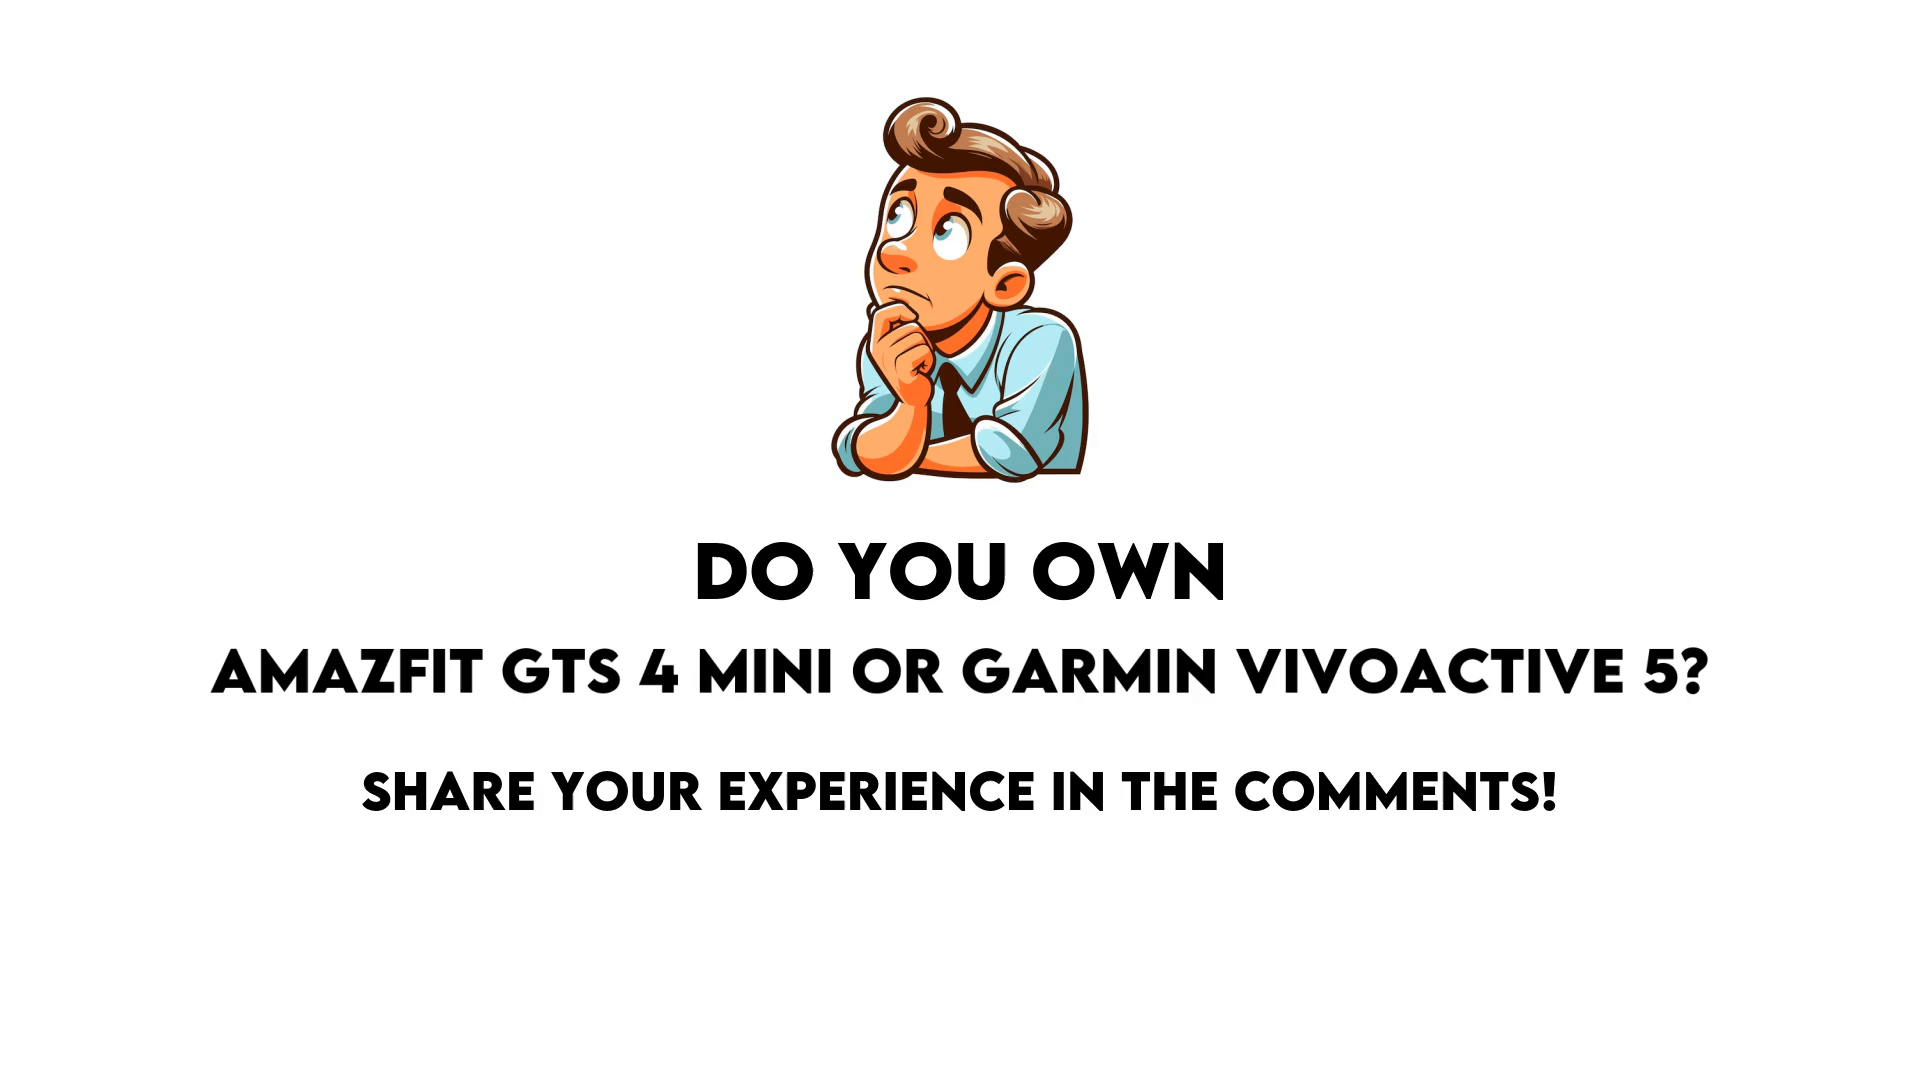 DO YOU OWN
AMAZFIT GTS 4 MINI OR GARMIN VIVOACTIVE 5?
SHARE YOUR EXPERIENCE IN THE COMMENTS!